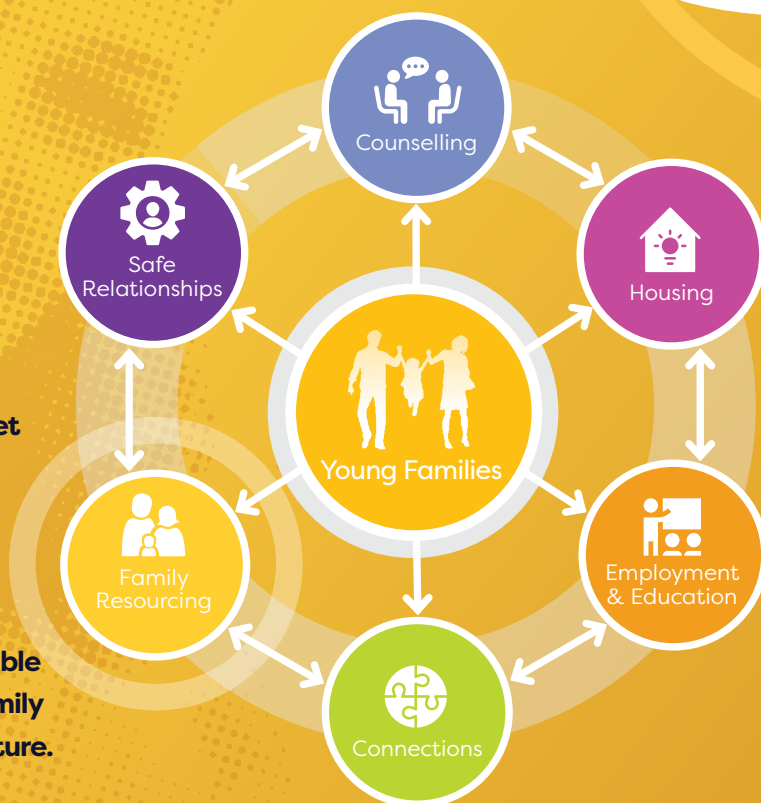 Counselling
Safe
Relationships
Housing
Young Families
Family
Resourcing
Employment
& Education
Connections